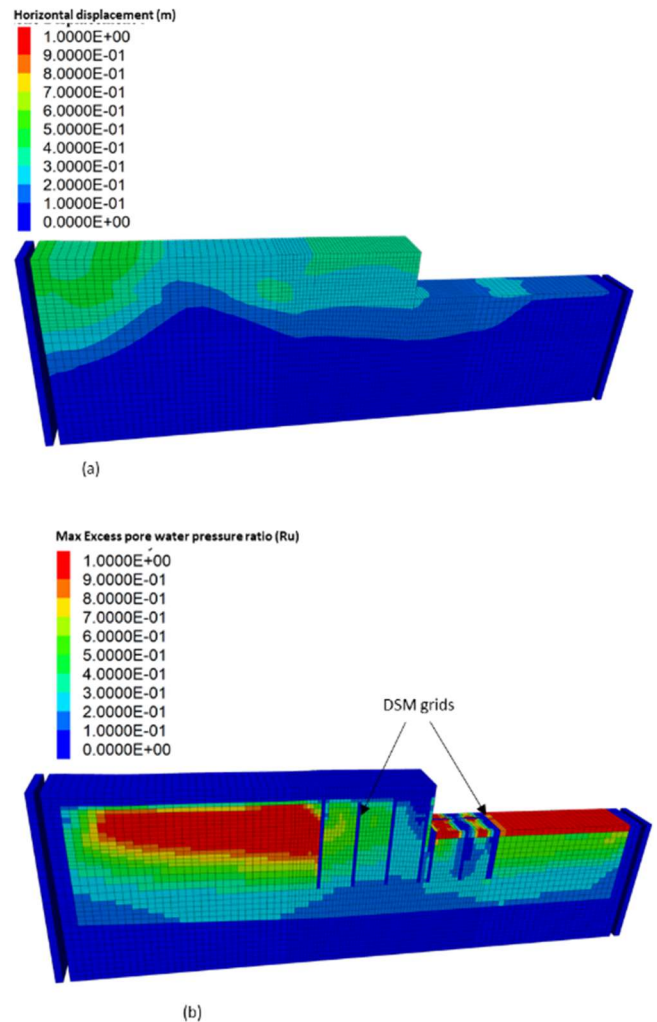 Horizontal displacement (m)
1.0000E+00
9.0000E-01
8.0000E-01
7.0000E-01
6.0000E-01
5.0000E-01
4.0000E-01
3.0000E-01
2.0000E-01
1.0000E-01
0.0000E+00
(a)
Max Excess pore water pressure ratio (Ru)
1.0000E+00
9.0000E-01
8.0000E-01
7.0000E-01
6.0000E-01
5.0000E-01
4.0000E-01
3.0000E-01
2.0000E-01
1.0000E-01
0.0000E+00
DSM grids
(b)